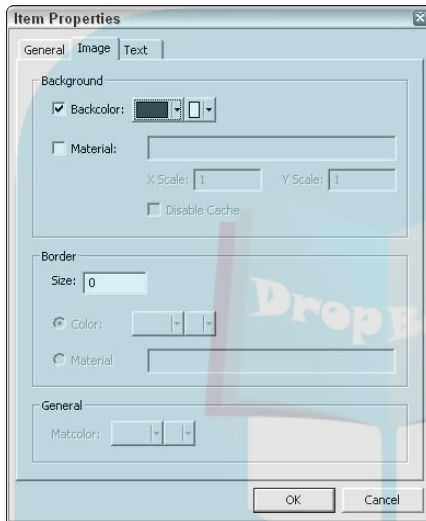 Item Properties
General Image Text
Background
Backcolor:
Material:
X Scale: 1 Y Scale: 1
Disable Cache
Border
Size: 0
Color:
Material
General
Matcolor:
OK Cancel
DropB